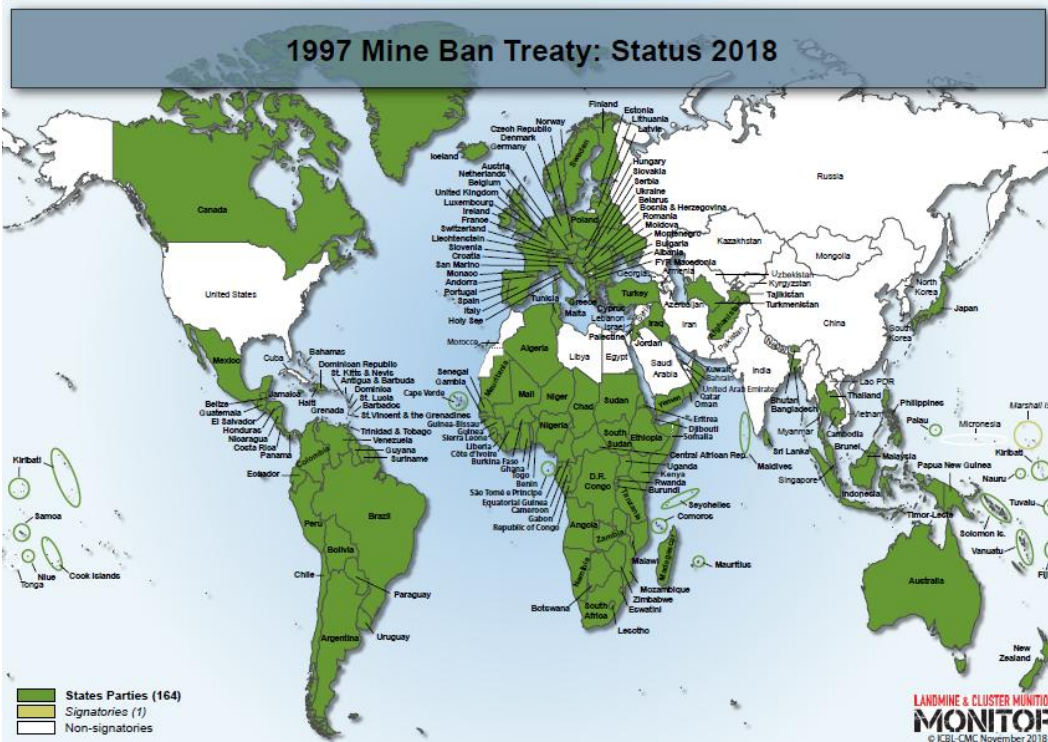 1997 Mine Ban Treaty: Status 2018
Finland
Estonia
Lithuania
Latvia
Norway
Czech Republic
Denmark
Germany
Sweden
Iceland
Austria
Netherlands
Belgium
United Kingdom
Luxembourg
Ireland
France
Switzerland
Liechtenstein
Slovenia
Croatia
San Marino
Monaco
Andorra
Portugal
Spain
Italy
Holy See
Poland
Hungary
Slovakia
Serbia
Ukraine
Belarus
Bosnia & Herzegovina
Romania
Moldova
Montenegro
Bulgaria
Albania
FYR Macedonia
Georgia
Armenia
Azerbaijan
Turkey
Greece
Malta
Cyprus
Lebanon
Israel
Palestine
Tunisia
Russia
Kazakhstan
Mongolia
Uzbekistan
Kyrgyzstan
Tajikistan
Turkmenistan
China
North
Korea
South
Korea
Japan
Canada
United States
Mexico
Cuba
Bahamas
Dominican Republic
St. Kitts & Nevis
Antigua & Barbuda
Dominica
St. Lucia
Barbados
St.Vincent & the Grenadines
Trinidad & Tobago
Jamaica
Haiti
Grenada
Belize
Guatemala
El Salvador
Honduras
Nicaragua
Costa Rica
Panama
Venezuela
Guyana
Suriname
Colombia
Ecuador
Peru
Brazil
Bolivia
Chile
Paraguay
Argentina
Uruguay
Kiribati
Samoa
Niue
Tonga
Cook Islands
Morocco
Algeria
Libya
Egypt
Mauritania
Mali
Niger
Chad
Sudan
Senegal
Gambia
Cape Verde
Guinea-Bissau
Guinea
Sierra Leone
Liberia
Côte d'Ivoire
Burkina Faso
Ghana
Togo
Benin
São Tomé e Príncipe
Equatorial Guinea
Cameroon
Gabon
Republic of Congo
Nigeria
South
Sudan
Ethiopia
Eritrea
Djibouti
Somalia
Central African Rep.
Uganda
Kenya
Rwanda
Burundi
D.R.
Congo
Tanzania
Angola
Zambia
Namibia
Botswana
South
Africa
Malawi
Mozambique
Zimbabwe
Eswatini
Lesotho
Madagascar
Seychelles
Comoros
Mauritius
Iraq
Iran
Jordan
Saudi
Arabia
Yemen
Kuwait
Bahrain
United Arab Emirates
Qatar
Oman
Afghanistan
Pakistan
India
Bhutan
Bangladesh
Myanmar
Sri Lanka
Maldives
Lao PDR
Thailand
Vietnam
Cambodia
Brunei
Malaysia
Singapore
Indonesia
Philippines
Palau
Micronesia
Marshall Is
Papua New Guinea
Timor-Leste
Solomon Is.
Vanuatu
Kiribati
Nauru
Tuvalu
Fij
Australia
New
Zealand
States Parties (164)
Signatories (1)
Non-signatories
LANDMINE & CLUSTER MUNITIO
MONITOR
© ICBL-CMC November 2018